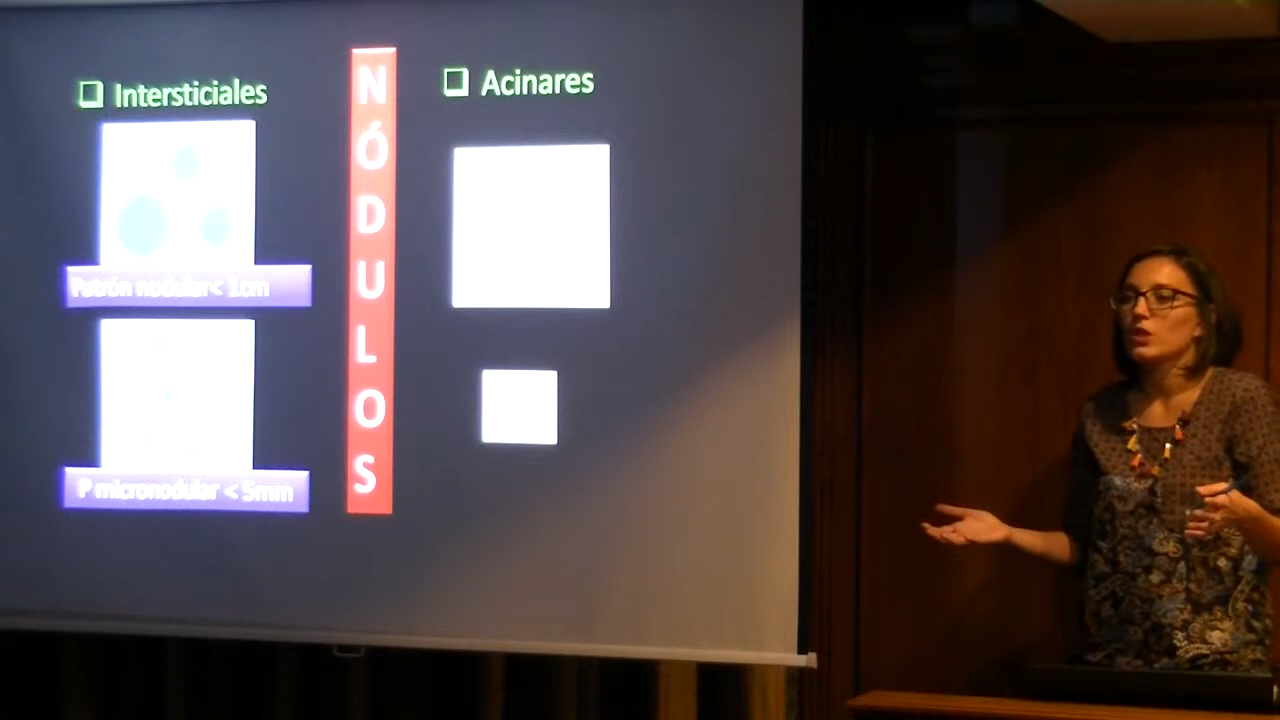 Intersticiales
Patrón nodular< 1cm
P micronodular < 5mm
NÓDULOS
Acinares